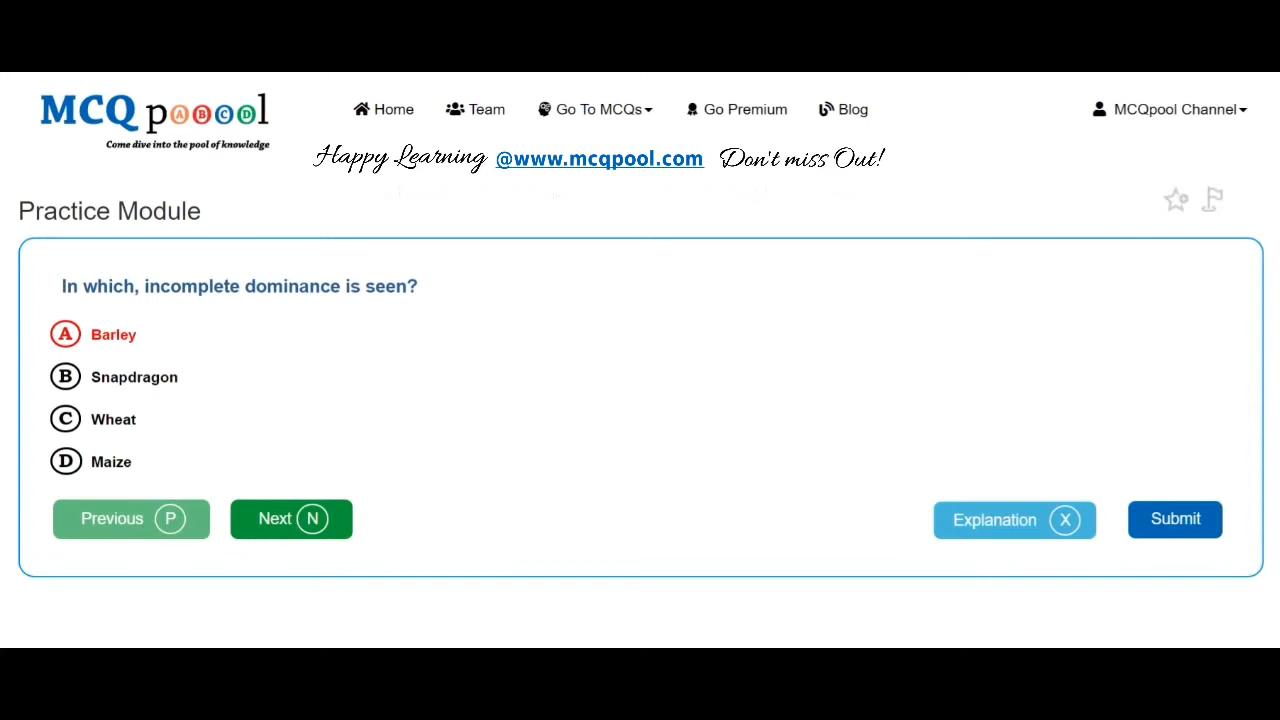 MCQ pooool
Come dive into the pool of knowledge
Home Team Go To MCQs Go Premium Blog MCQpool Channel
Happy Learning @www.mcqpool.com Don't miss Out!
Practice Module
In which, incomplete dominance is seen?
A Barley
B Snapdragon
C Wheat
D Maize
Previous P Next N Explanation X Submit